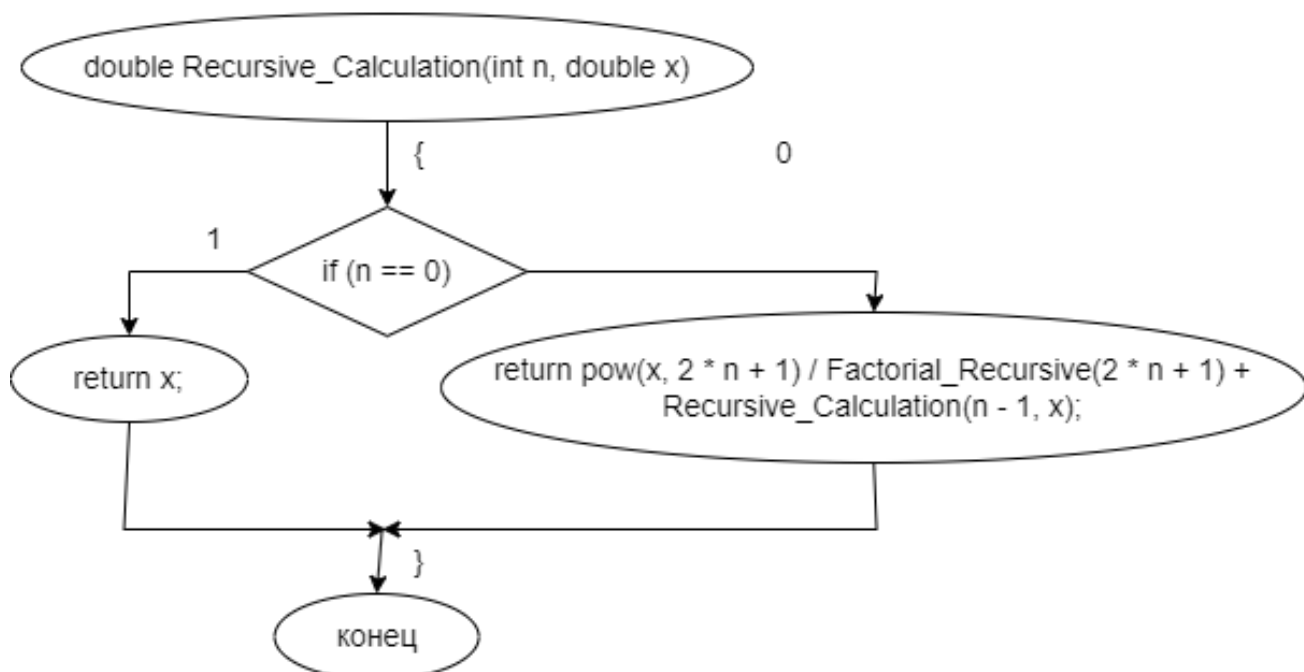 double Recursive_Calculation(int n, double x)
{
0
1
if (n == 0)
return x;
return pow(x, 2 * n + 1) / Factorial_Recursive(2 * n + 1) +
Recursive_Calculation(n - 1, x);
}
конец